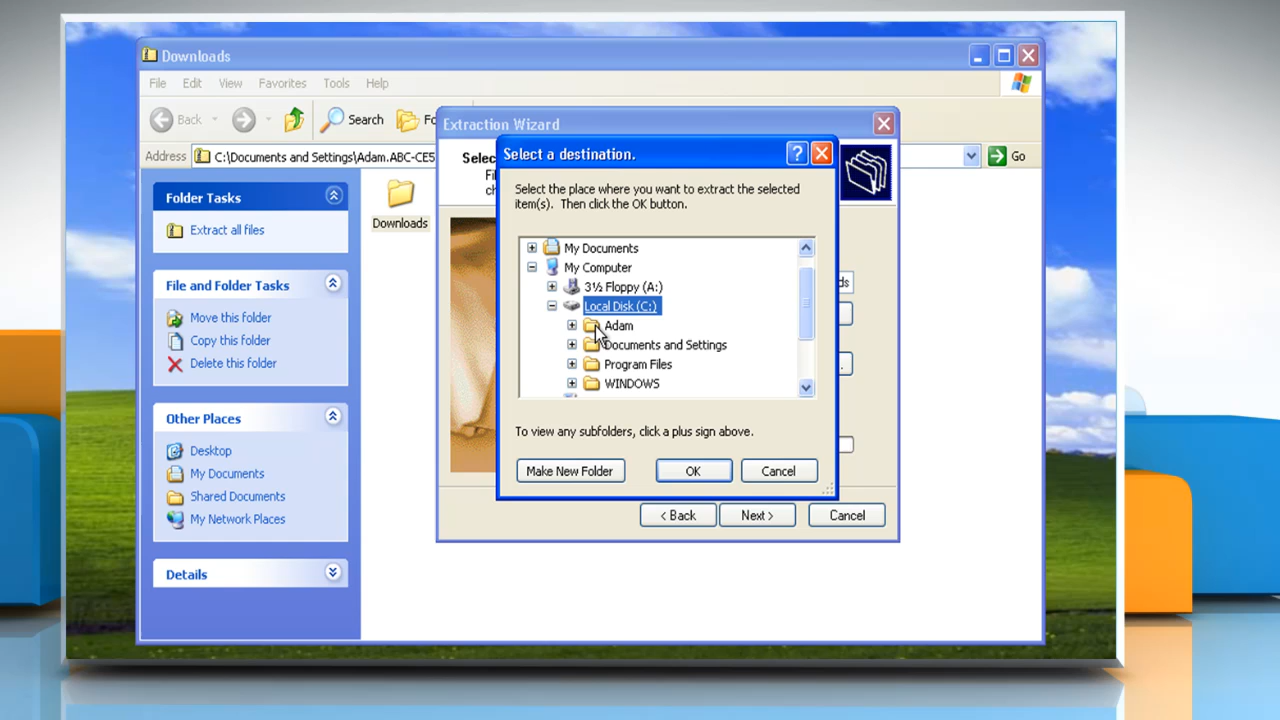 Downloads
File Edit View Favorites Tools Help
Back Search
Address C:\Documents and Settings\Adam.ABC-CE5 Go
Folder Tasks
Extract all files
File and Folder Tasks
Move this folder
Copy this folder
Delete this folder
Other Places
Desktop
My Documents
Shared Documents
My Network Places
Details
Downloads
Extraction Wizard
Select a destination.
Select the place where you want to extract the selected
item(s). Then click the OK button.
My Documents
My Computer
3½ Floppy (A:)
Local Disk (C:)
Adam
Documents and Settings
Program Files
WINDOWS
To view any subfolders, click a plus sign above.
Make New Folder OK Cancel
< Back Next > Cancel